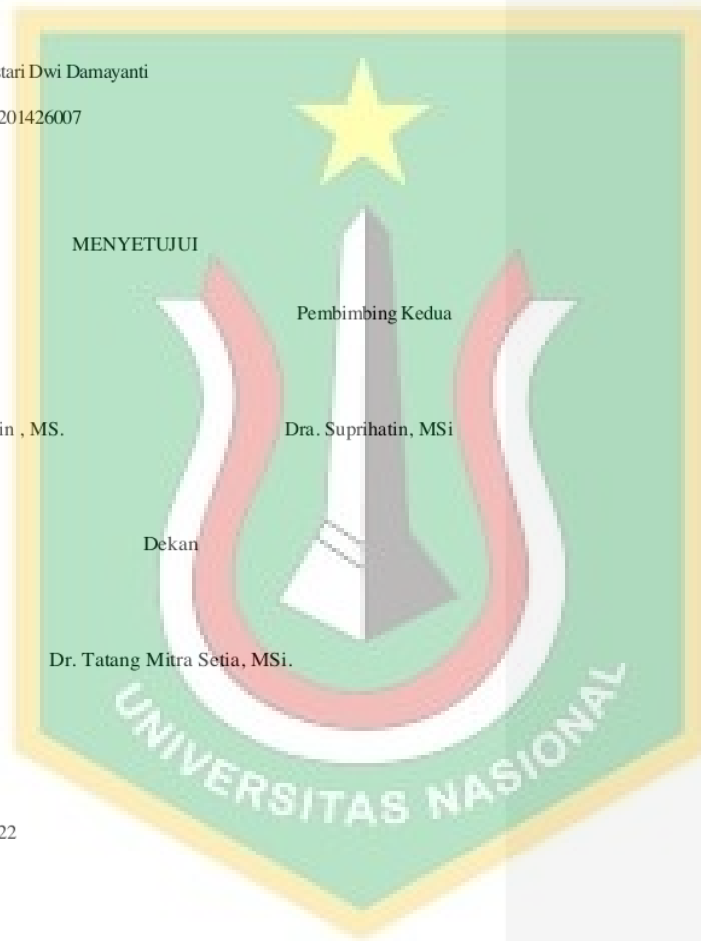 tari Dwi Damayanti
201426007
MENYETUJUI
Pembimbing Kedua
in , MS.
Dra. Suprihatin, MSi
Dekan
Dr. Tatang Mitra Setia, MSi.
UNIVERSITAS NASIONAL
22